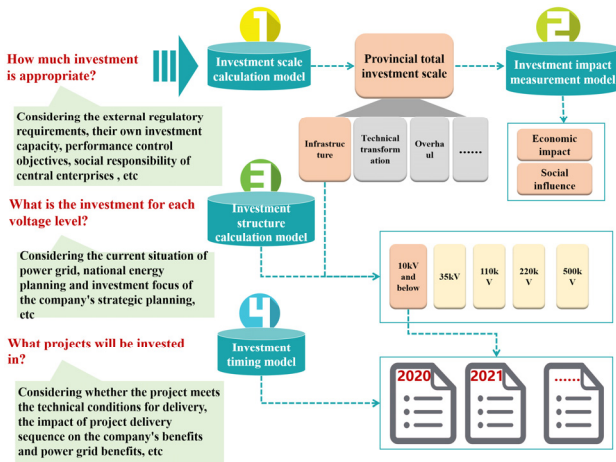 1
2
How much investment
is appropriate?
Investment scale
calculation model
Provincial total
investment scale
Investment impact
measurement model
Considering the external regulatory
requirements, their own investment
capacity, performance control
objectives, social responsibility of
central enterprises , etc
Infrastru
cture
Technical
transform
ation
Overha
ul
......
Economic
impact
Social
influence
3
What is the investment for each
voltage level?
Investment
structure
calculation model
Considering the current situation of
power grid, national energy
planning and investment focus of
the company's strategic planning,
etc
10kV
and
below
35kV
110k
V
220k
V
500k
V
4
What projects will be invested
in?
Investment
timing model
Considering whether the project meets
the technical conditions for delivery,
the impact of project delivery
sequence on the company's benefits
and power grid benefits, etc
2020
2021
......